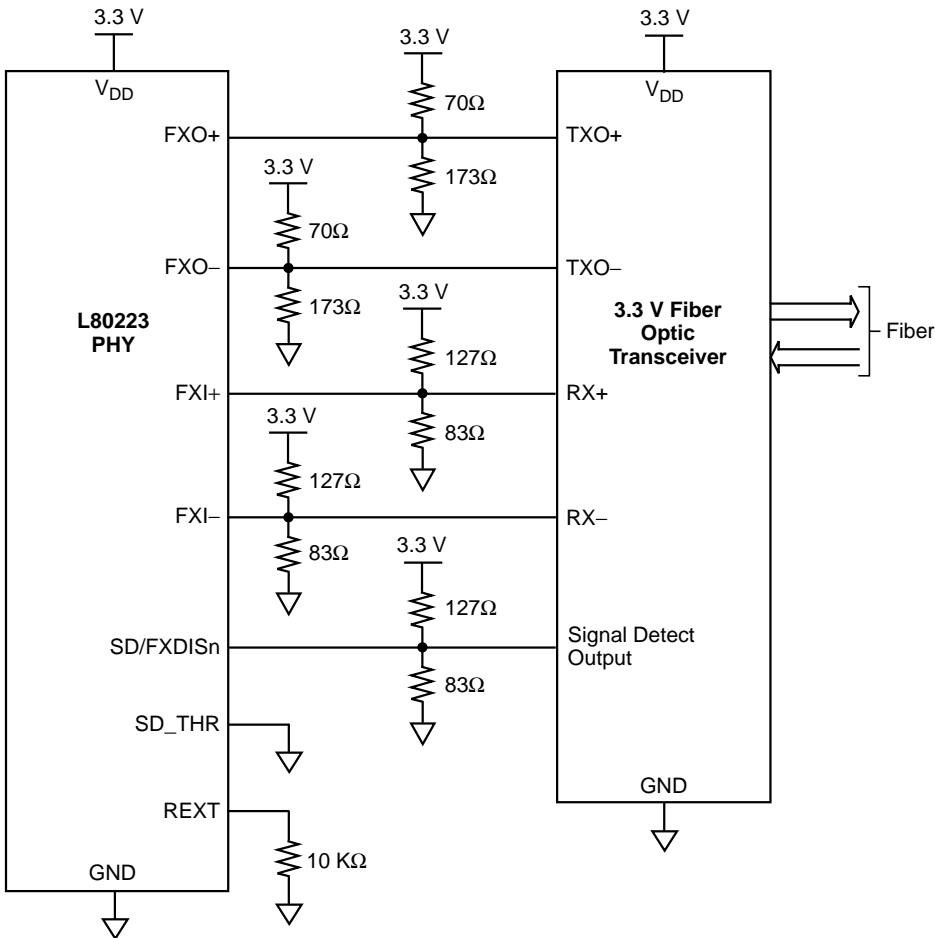 3.3 V
3.3 V
3.3 V
V_DD
V_DD
70Ω
FXO+
TXO+
173Ω
3.3 V
70Ω
FXO−
TXO−
173Ω
3.3 V
L80223
PHY
3.3 V Fiber
Optic
Transceiver
Fiber
127Ω
FXI+
RX+
83Ω
3.3 V
127Ω
FXI−
RX−
83Ω
3.3 V
127Ω
SD/FXDISn
Signal Detect
Output
83Ω
SD_THR
GND
REXT
10 KΩ
GND